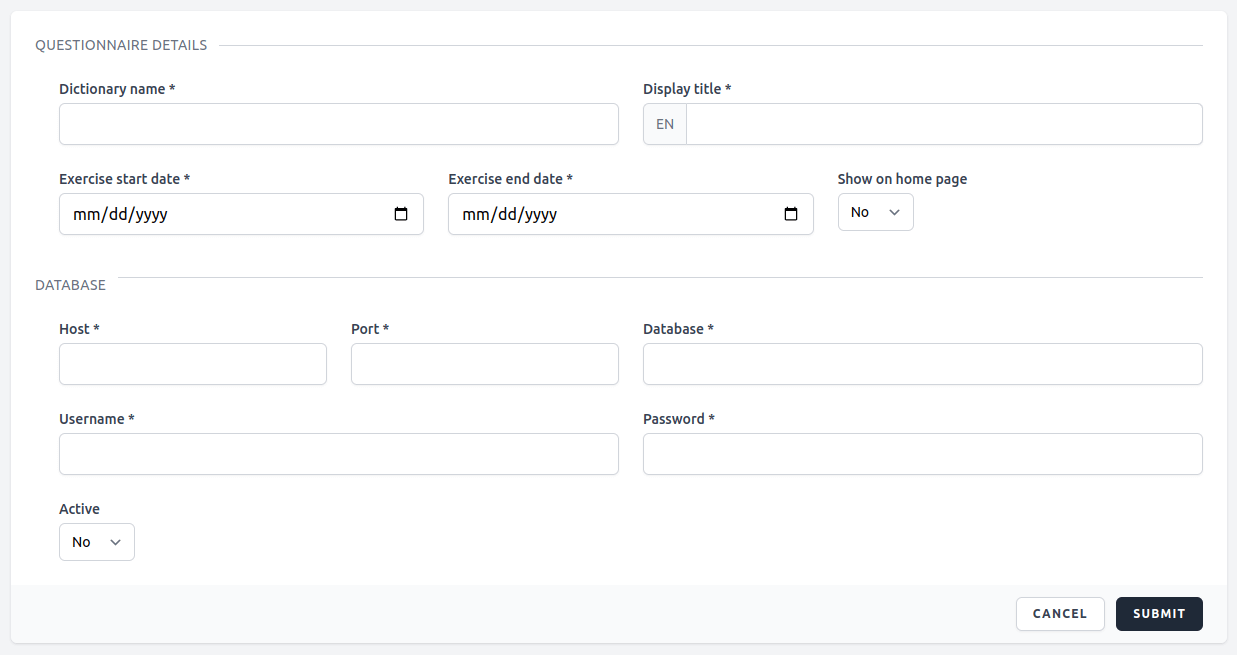 QUESTIONNAIRE DETAILS
Dictionary name *
Display title *
EN
Exercise start date *
Exercise end date *
Show on home page
mm/dd/yyyy
mm/dd/yyyy
No
DATABASE
Host *
Port *
Database *
Username *
Password *
Active
No
CANCEL
SUBMIT